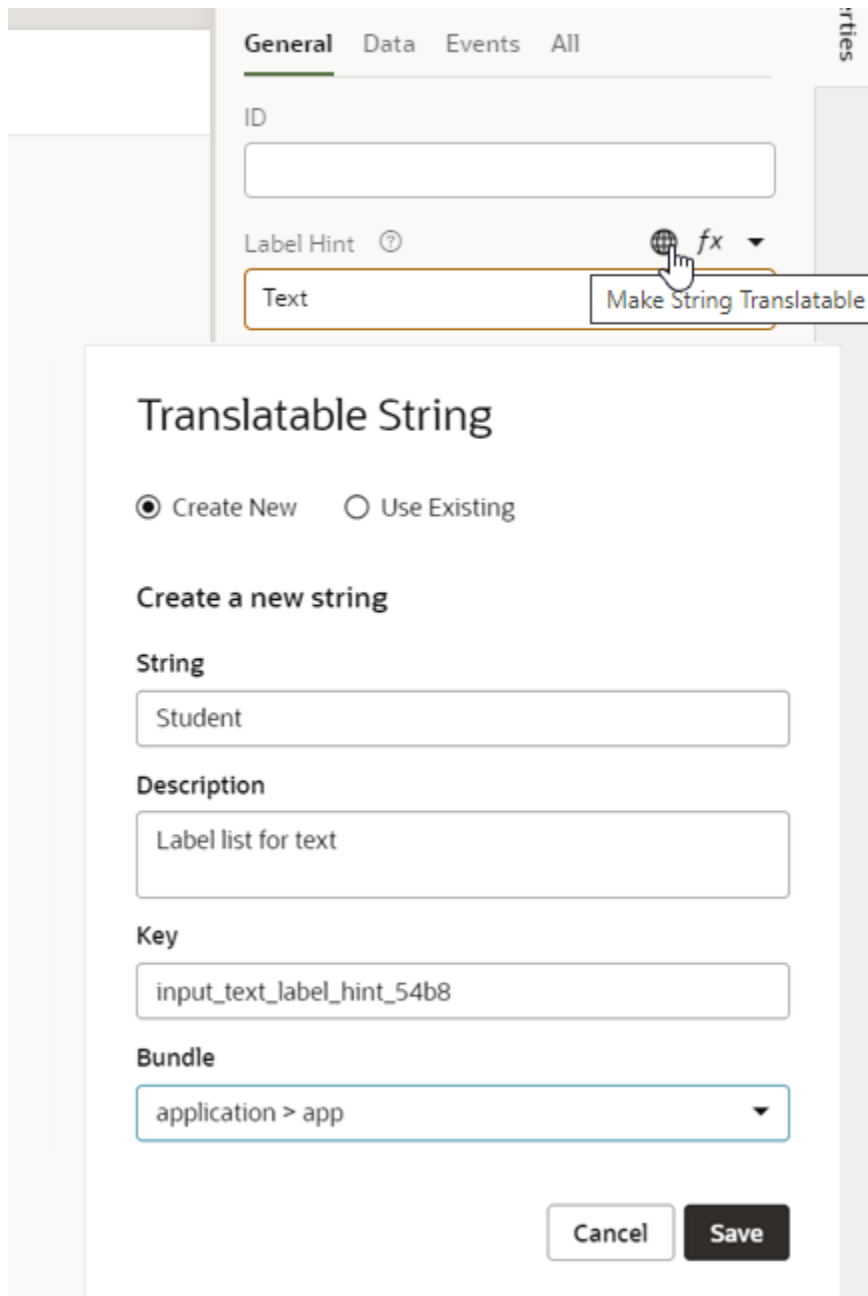 General Data Events All
rties
ID
Label Hint ? fx
Text
Make String Translatable
Translatable String
Create New Use Existing
Create a new string
String
Student
Description
Label list for text
Key
input_text_label_hint_54b8
Bundle
application > app
Cancel Save